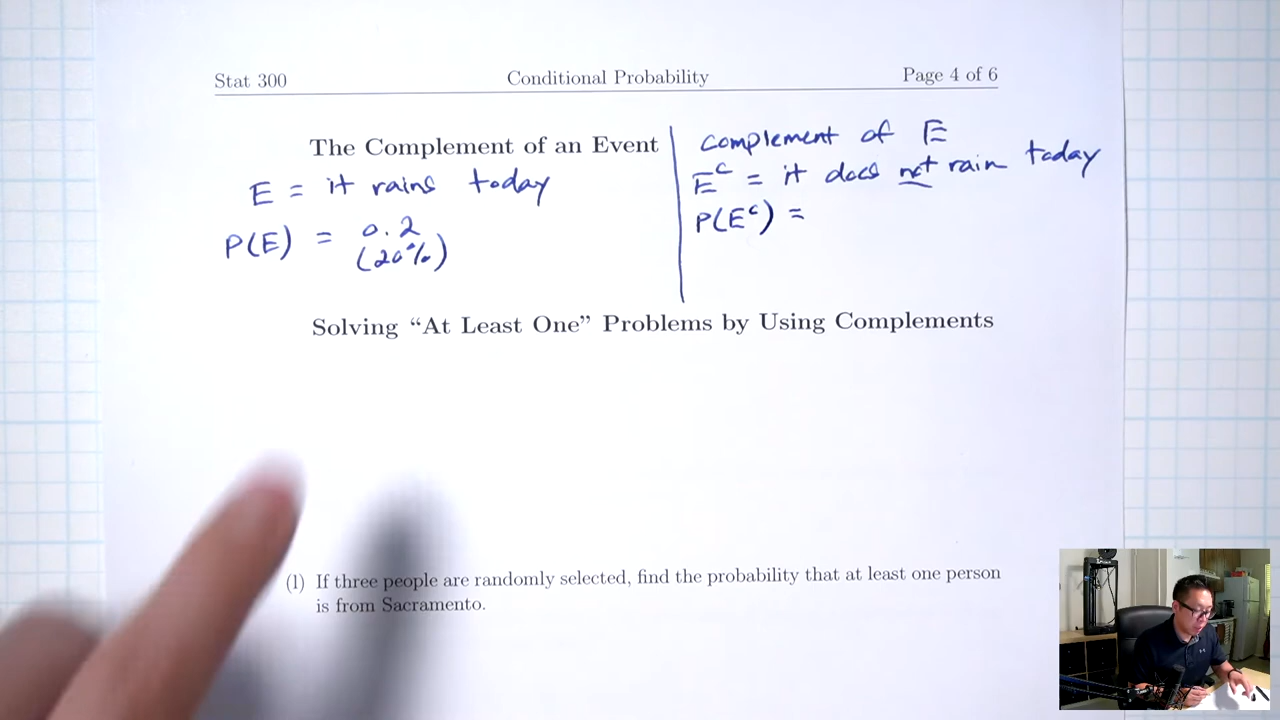 Stat 300 Conditional Probability Page 4 of 6
The Complement of an Event
E = it rains today
P(E) = 0.2
(20%)
complement of E
E^c = it does not rain today
P(E^c) =
Solving “At Least One” Problems by Using Complements
(l) If three people are randomly selected, find the probability that at least one person
is from Sacramento.